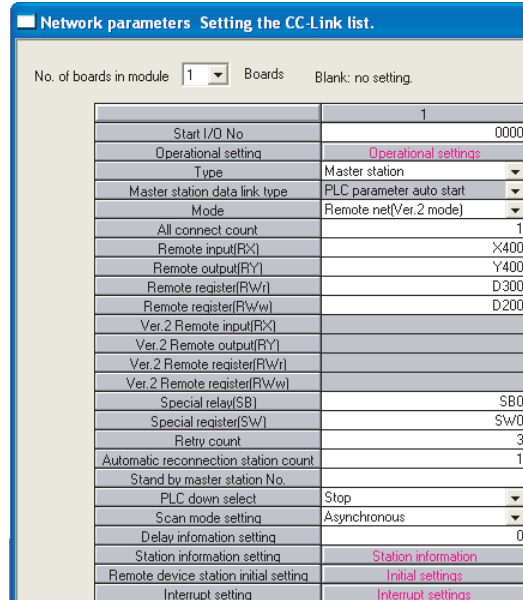 Network parameters Setting the CC-Link list.
No. of boards in module 1 Boards Blank: no setting.
1
Start I/O No 0000
Operational setting Operational settings
Type Master station
Master station data link type PLC parameter auto start
Mode Remote net(Ver.2 mode)
All connect count 1
Remote input(RX) X400
Remote output(RY) Y400
Remote register(RWr) D300
Remote register(RWw) D200
Ver.2 Remote input(RX)
Ver.2 Remote output(RY)
Ver.2 Remote register(RWr)
Ver.2 Remote register(RWw)
Special relay(SB) SB0
Special register(SW) SW0
Retry count 3
Automatic reconnection station count 1
Stand by master station No.
PLC down select Stop
Scan mode setting Asynchronous
Delay infomation setting 0
Station information setting Station information
Remote device station initial setting Initial settings
Interrupt setting Interrupt settings